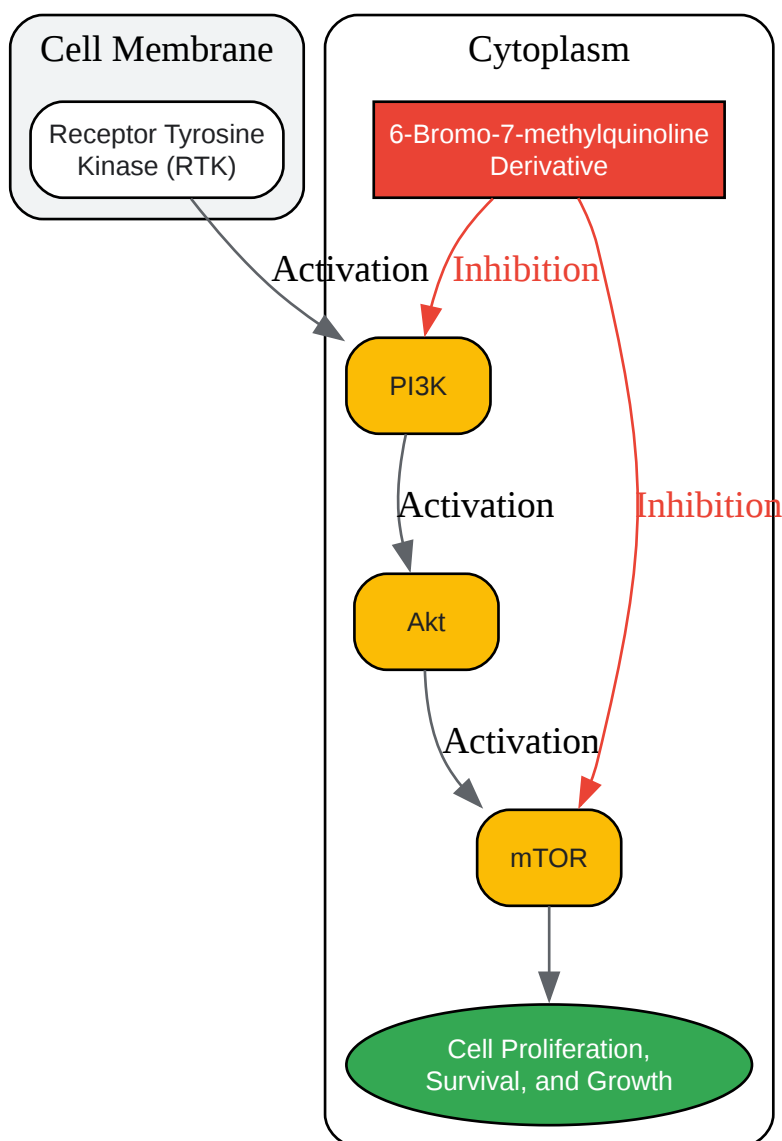 Cell Membrane
Cytoplasm
Receptor Tyrosine
Kinase (RTK)
6-Bromo-7-methylquinoline
Derivative
Activation
Inhibition
PI3K
Activation
Inhibition
Akt
Activation
mTOR
Cell Proliferation,
Survival, and Growth